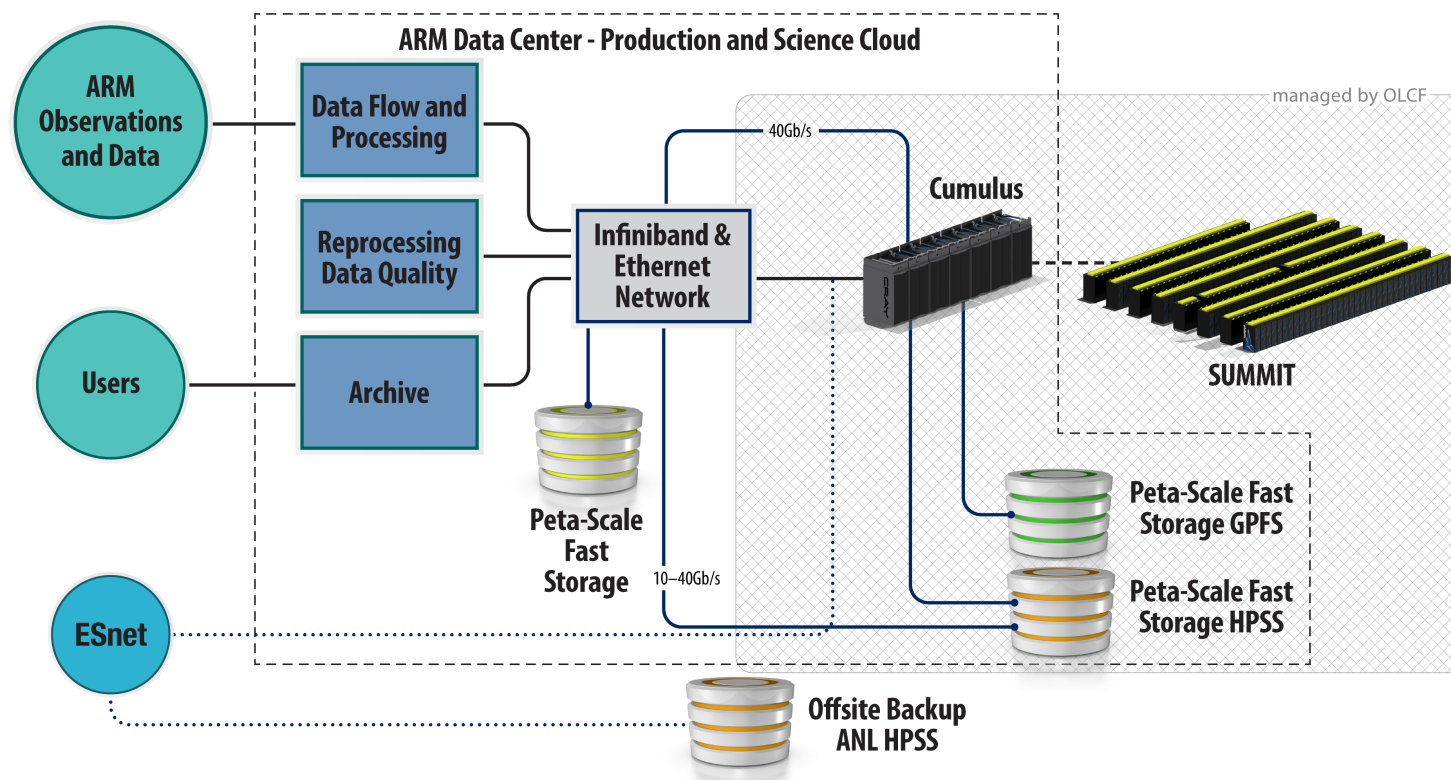 ARM Data Center - Production and Science Cloud
ARM
Observations
and Data
Data Flow and
Processing
managed by OLCF
40Gb/s
Cumulus
Reprocessing
Data Quality
Infiniband &
Ethernet
Network
CRAY
SUMMIT
Users
Archive
Peta-Scale
Fast
Storage
Peta-Scale Fast
Storage GPFS
10–40Gb/s
Peta-Scale Fast
Storage HPSS
ESnet
Offsite Backup
ANL HPSS